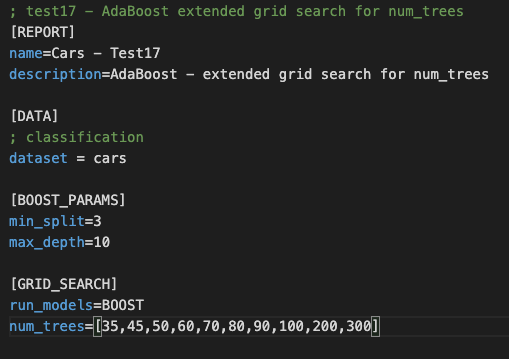 ; test17 - AdaBoost extended grid search for num_trees
[REPORT]
name=Cars - Test17
description=AdaBoost - extended grid search for num_trees
[DATA]
; classification
dataset = cars
[BOOST_PARAMS]
min_split=3
max_depth=10
[GRID_SEARCH]
run_models=BOOST
num_trees=[35,45,50,60,70,80,90,100,200,300]